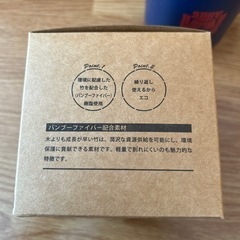 Point.1
環境に配慮した
竹を配合した
(バンブーファイバー)
樹脂使用
Point.2
繰り返し
使えるから
エコ
バンブーファイバー配合素材
木よりも成長が早い竹は、潤沢な資源供給を可能にし、環境
保護に貢献できる素材です。軽量で割れにくいのも魅力的な
特徴です。